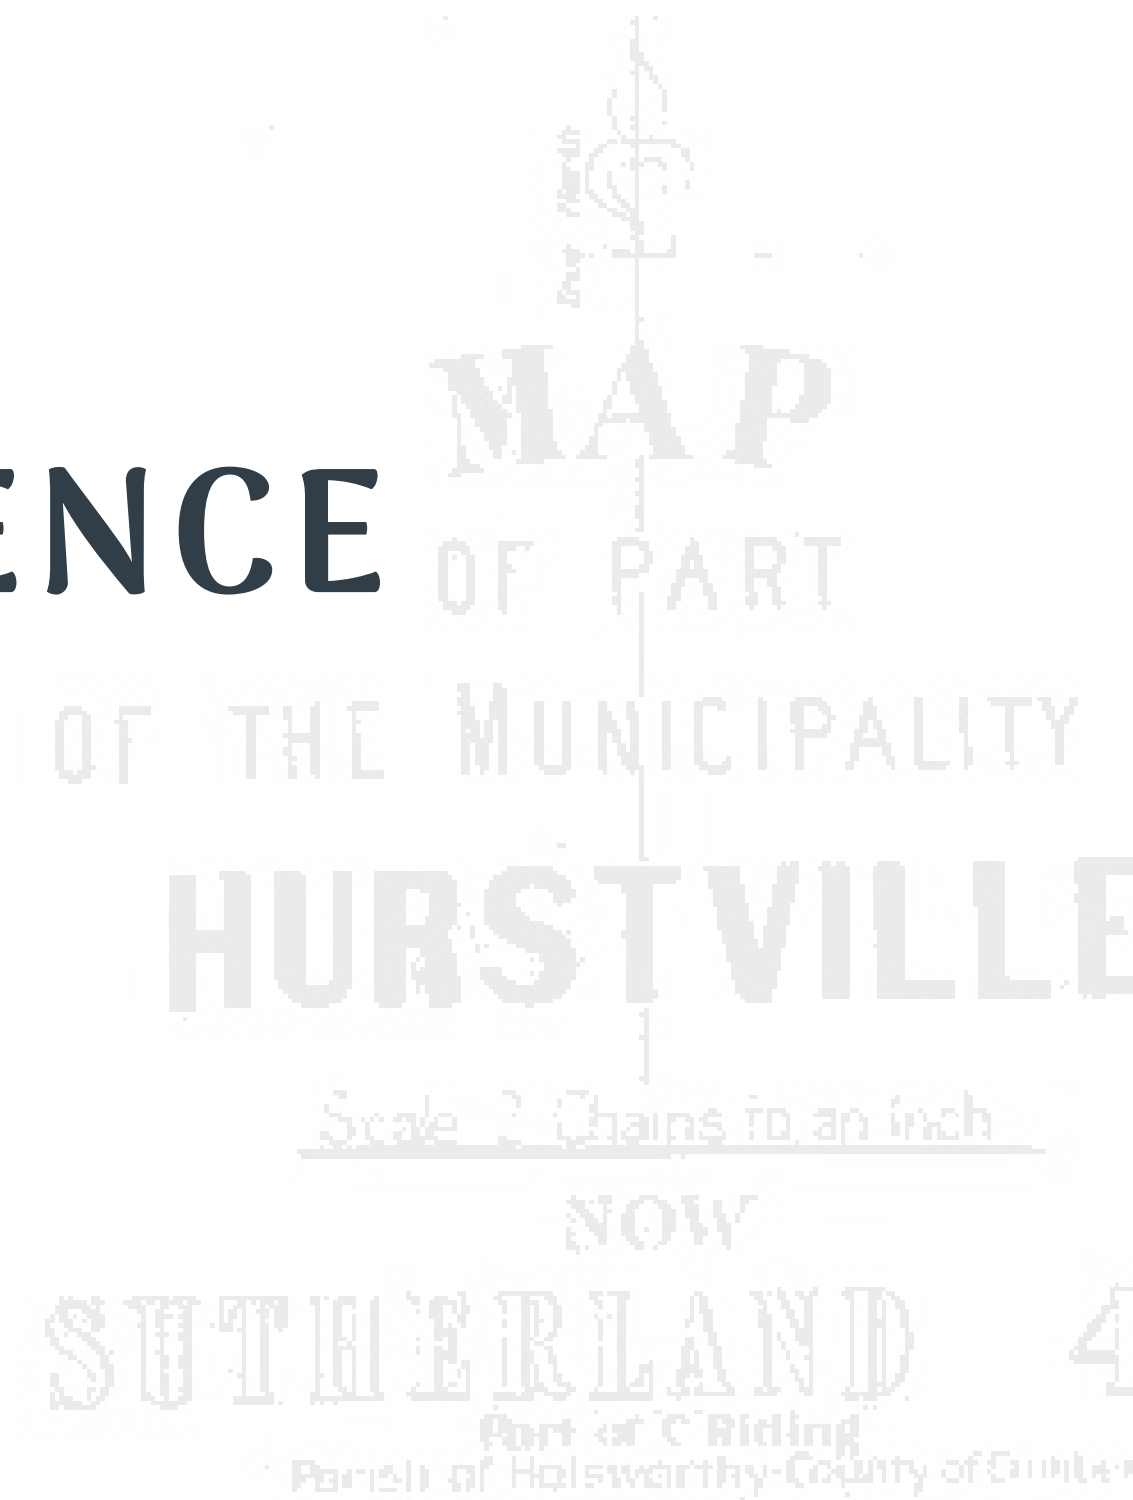 MAP
ENCE
OF PART
OF THE MUNICIPALITY
HURSTVILLE
Scale 2 Chains to an inch
NOW
SUTHERLAND 4
Part of C Riding
Parish of Holsworthy-County of